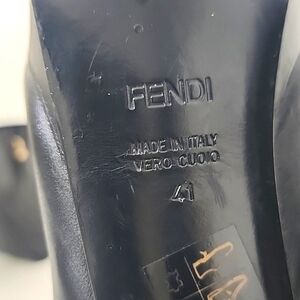 FENDI
MADE IN ITALY
VERO CUOIO
41